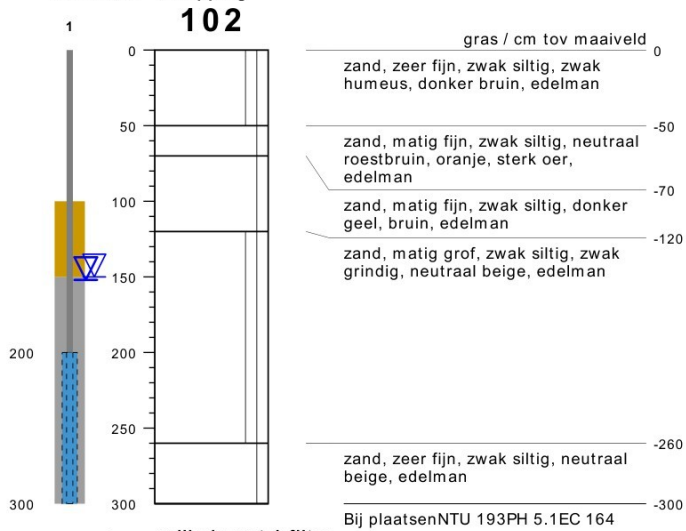 102
1
gras / cm tov maaiveld
0
0
zand, zeer fijn, zwak siltig, zwak
humeus, donker bruin, edelman
50
-50
zand, matig fijn, zwak siltig, neutraal
roestbruin, oranje, sterk oer,
edelman
-70
100
zand, matig fijn, zwak siltig, donker
geel, bruin, edelman
-120
zand, matig grof, zwak siltig, zwak
grindig, neutraal beige, edelman
150
200
200
250
-260
zand, zeer fijn, zwak siltig, neutraal
beige, edelman
300
300
-300
Bij plaatsenNTU 193PH 5.1EC 164